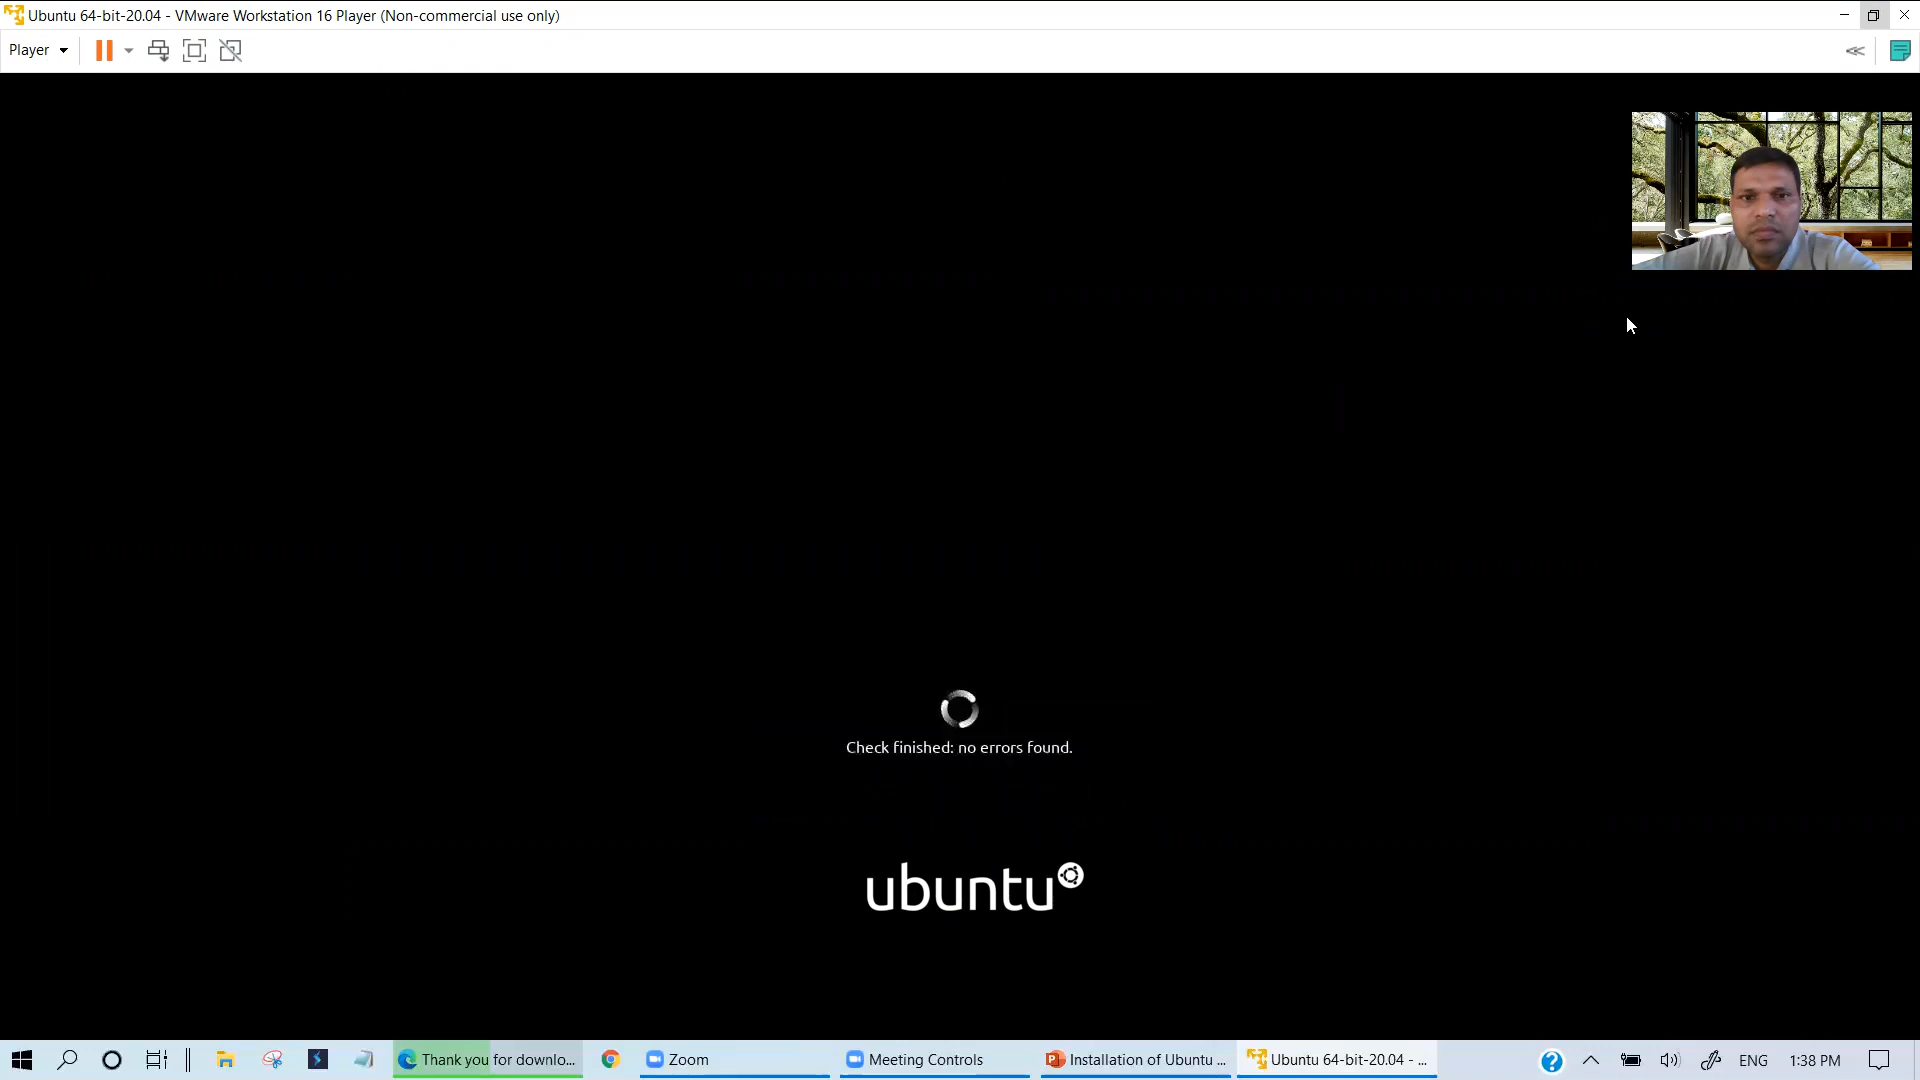 Ubuntu 64-bit-20.04 - VMware Workstation 16 Player (Non-commercial use only)
Player
Check finished: no errors found.
ubuntu
Thank you for downlo...
Zoom
Meeting Controls
Installation of Ubuntu ...
Ubuntu 64-bit-20.04 - ...
ENG
1:38 PM